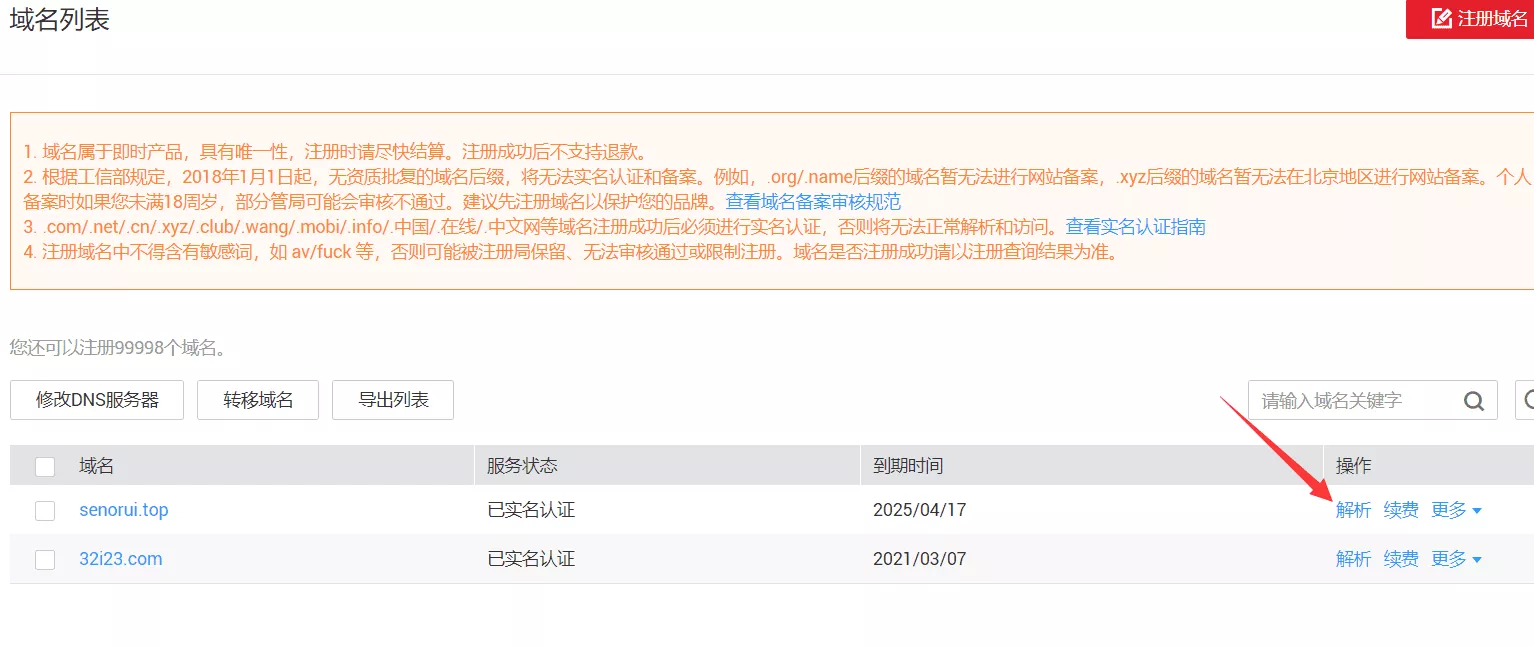 域名列表
注册域名
1. 域名属于即时产品，具有唯一性，注册时请尽快结算。注册成功后不支持退款。
2. 根据工信部规定，2018年1月1日起，无资质批复的域名后缀，将无法实名认证和备案。例如，.org/.name后缀的域名暂无法进行网站备案，.xyz后缀的域名暂无法在北京地区进行网站备案。个人
备案时如果您未满18周岁，部分管局可能会审核不通过。建议先注册域名以保护您的品牌。查看域名备案审核规范
3. .com/.net/.cn/.xyz/.club/.wang/.mobi/.info/.中国/.在线/.中文网等域名注册成功后必须进行实名认证，否则将无法正常解析和访问。查看实名认证指南
4. 注册域名中不得含有敏感词，如 av/fuck 等，否则可能被注册局保留、无法审核通过或限制注册。域名是否注册成功请以注册查询结果为准。
您还可以注册99998个域名。
修改DNS服务器 转移域名 导出列表 请输入域名关键字
域名 服务状态 到期时间 操作
senorui.top 已实名认证 2025/04/17 解析 续费 更多
32i23.com 已实名认证 2021/03/07 解析 续费 更多